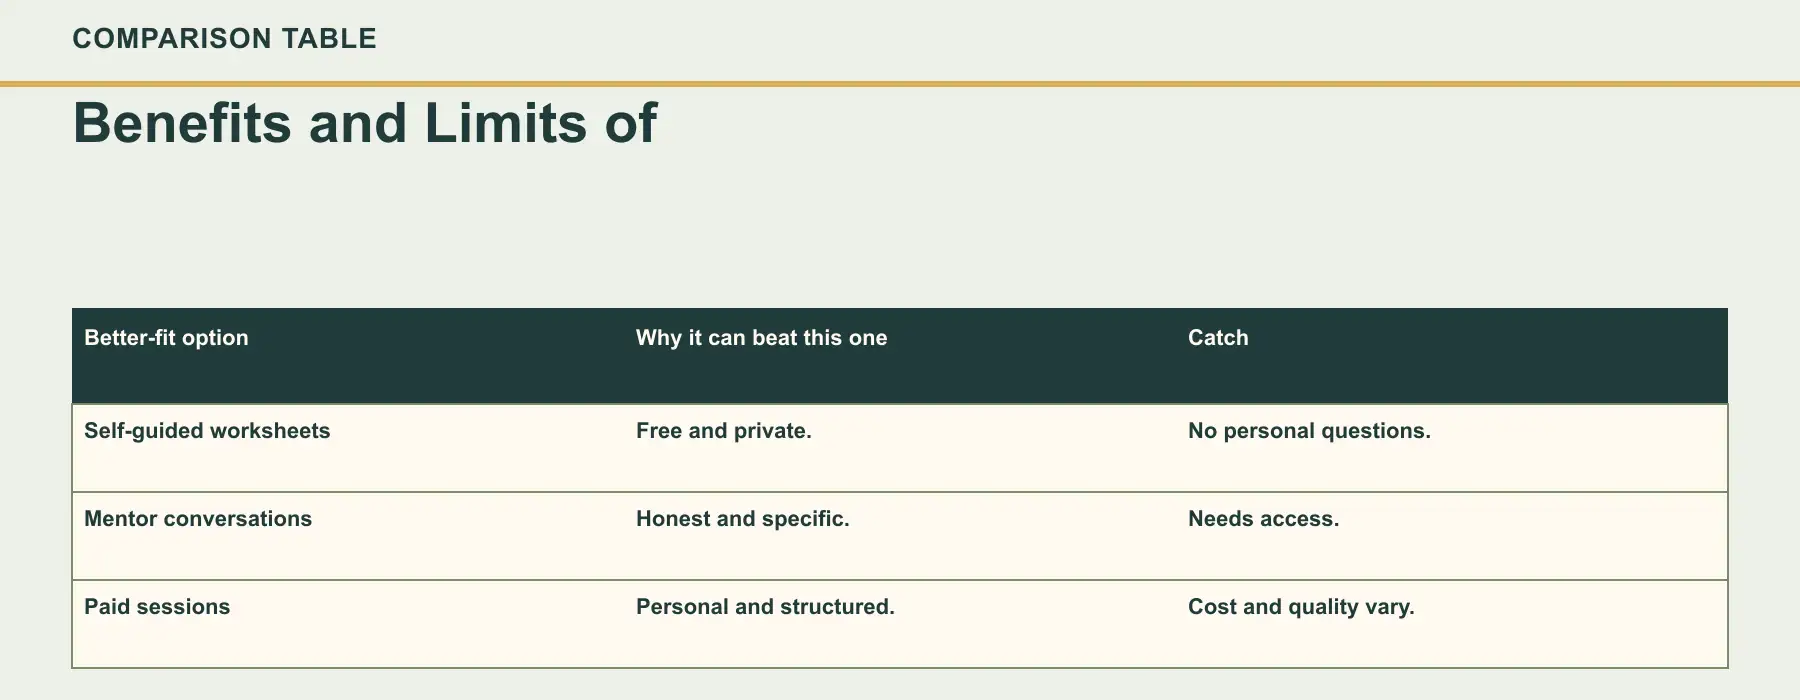 COMPARISON TABLE
Benefits and Limits of
Better-fit option Why it can beat this one Catch
Self-guided worksheets Free and private. No personal questions.
Mentor conversations Honest and specific. Needs access.
Paid sessions Personal and structured. Cost and quality vary.